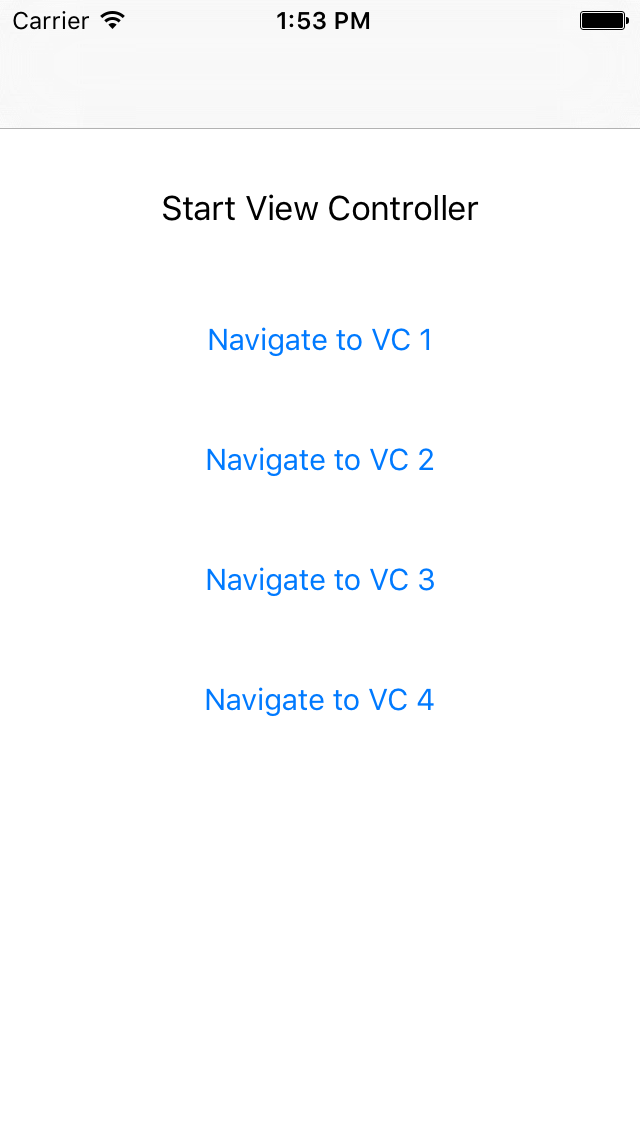 Carrier 1:53 PM
Start View Controller
Navigate to VC 1
Navigate to VC 2
Navigate to VC 3
Navigate to VC 4